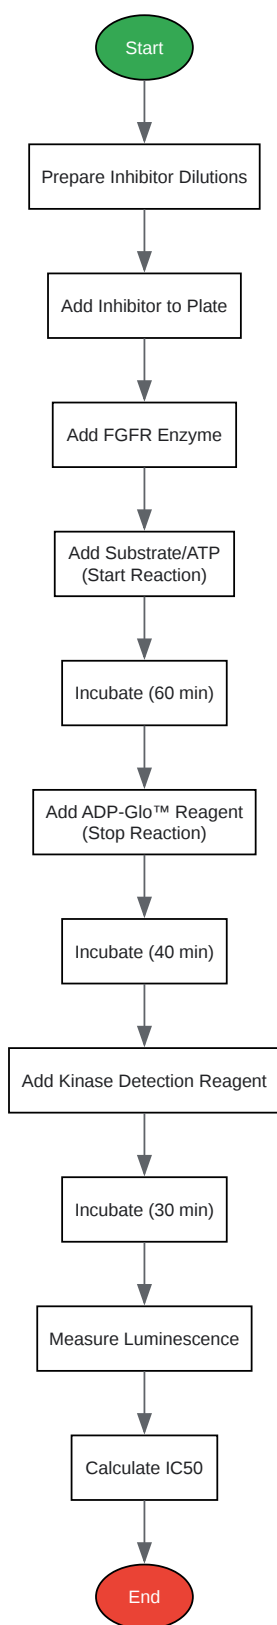 Start
Prepare Inhibitor Dilutions
Add Inhibitor to Plate
Add FGFR Enzyme
Add Substrate/ATP
(Start Reaction)
Incubate (60 min)
Add ADP-Glo™ Reagent
(Stop Reaction)
Incubate (40 min)
Add Kinase Detection Reagent
Incubate (30 min)
Measure Luminescence
Calculate IC50
End